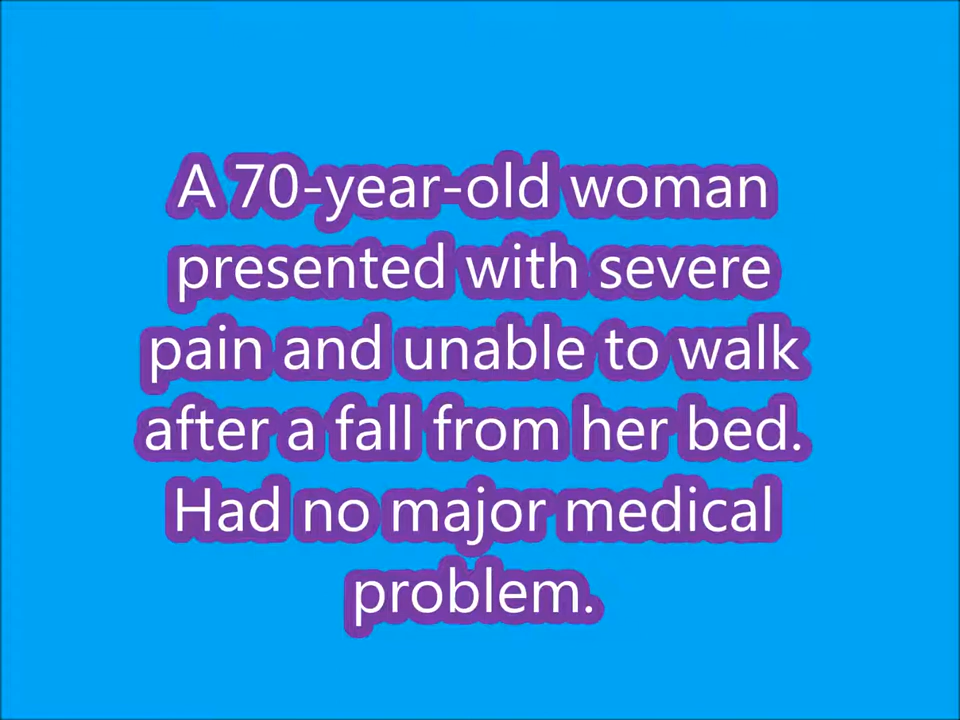 A 70-year-old woman
presented with severe
pain and unable to walk
after a fall from her bed.
Had no major medical
problem.